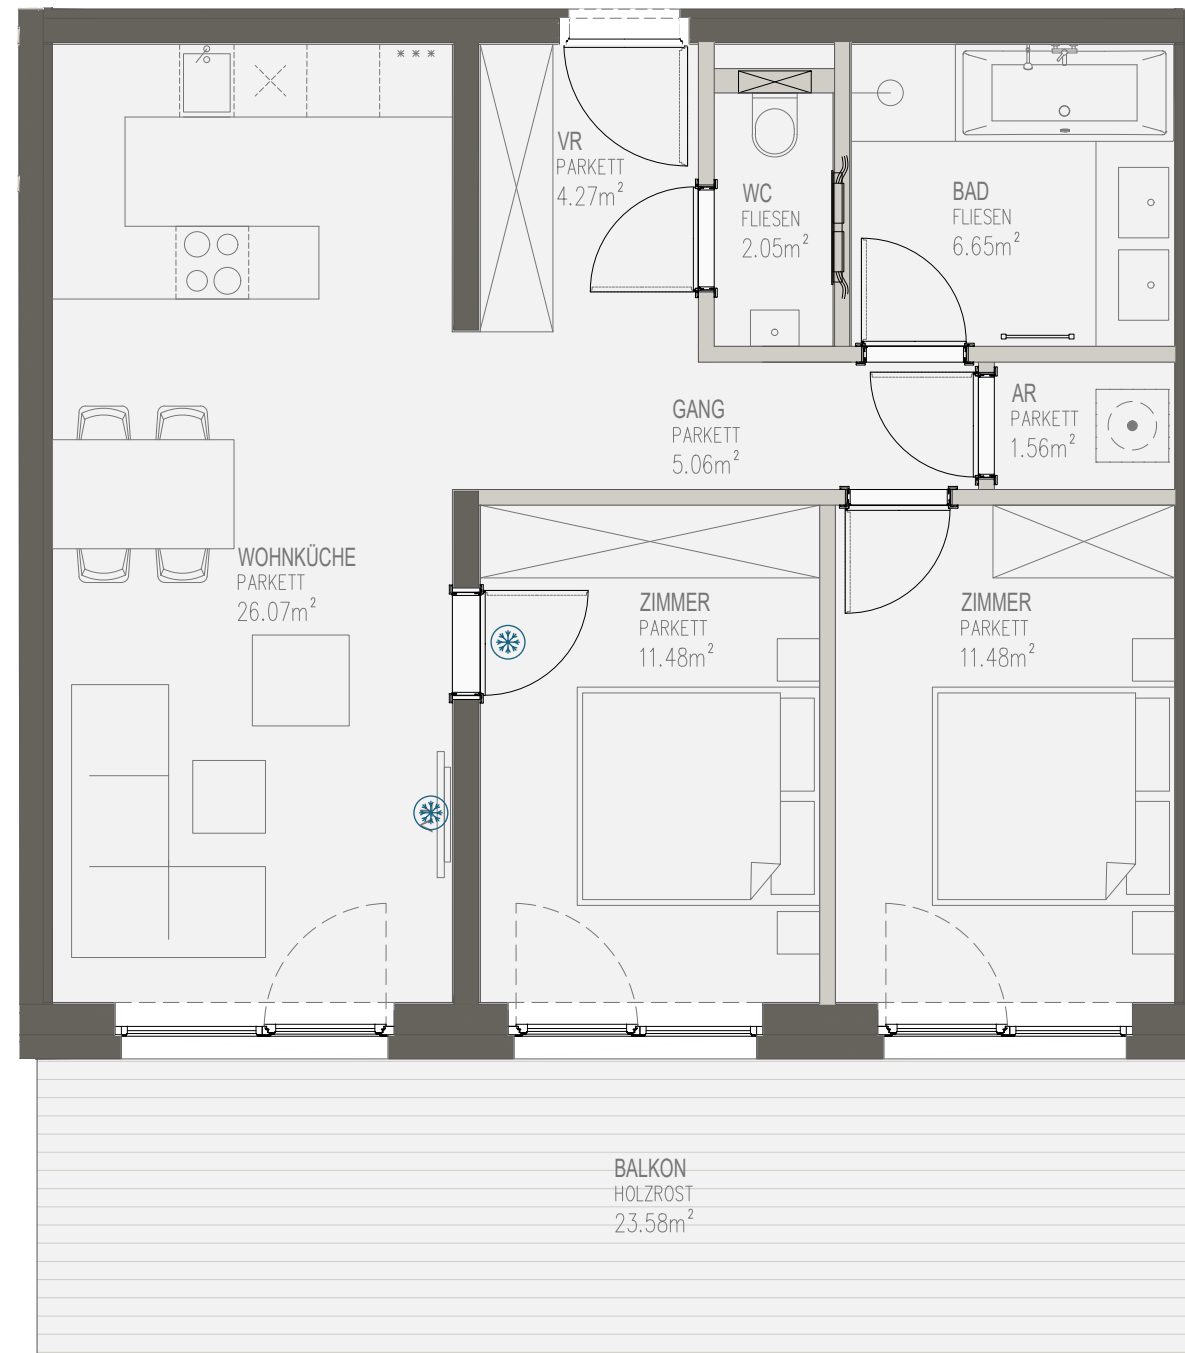 VR
PARKETT
4.27m²
WC
FLIESEN
2.05m²
BAD
FLIESEN
6.65m²
GANG
PARKETT
5.06m²
AR
PARKETT
1.56m²
WOHNKÜCHE
PARKETT
26.07m²
ZIMMER
PARKETT
11.48m²
ZIMMER
PARKETT
11.48m²
BALKON
HOLZROST
23.58m²